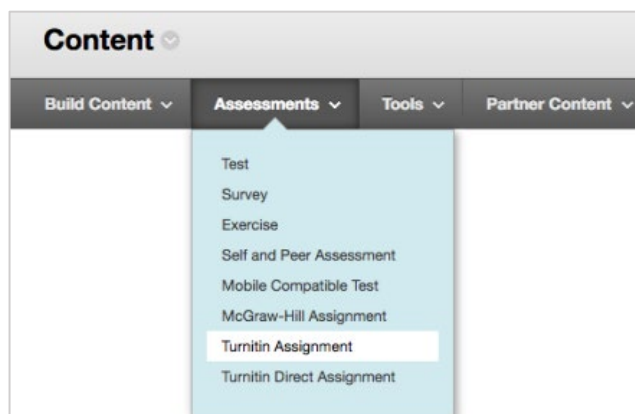 Content
Build Content Assessments Tools Partner Content
Test
Survey
Exercise
Self and Peer Assessment
Mobile Compatible Test
McGraw-Hill Assignment
Turnitin Assignment
Turnitin Direct Assignment